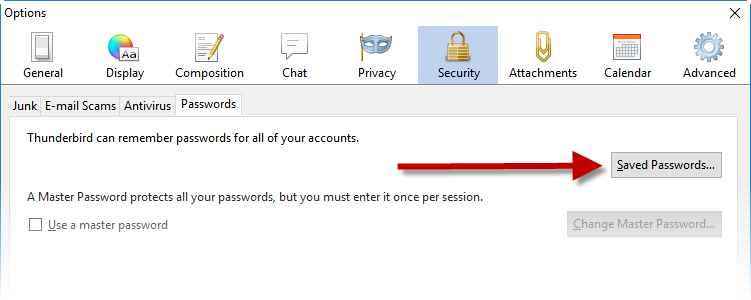 Options
Aa
General Display Composition Chat Privacy Security Attachments Calendar Advanced
Junk E-mail Scams Antivirus Passwords
Thunderbird can remember passwords for all of your accounts.
Saved Passwords...
A Master Password protects all your passwords, but you must enter it once per session.
Use a master password Change Master Password...